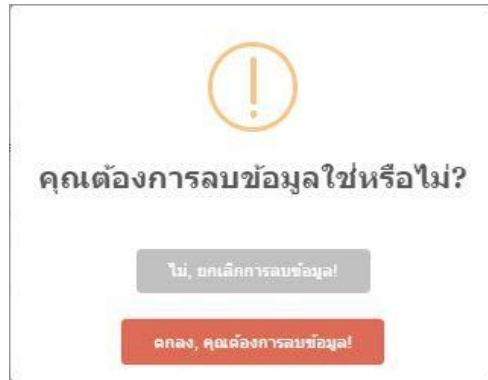 คุณต้องการลบข้อมูลใช่หรือไม่?
ไม่, ยกเลิกการลบข้อมูล!
ตกลง, คุณต้องการลบข้อมูล!